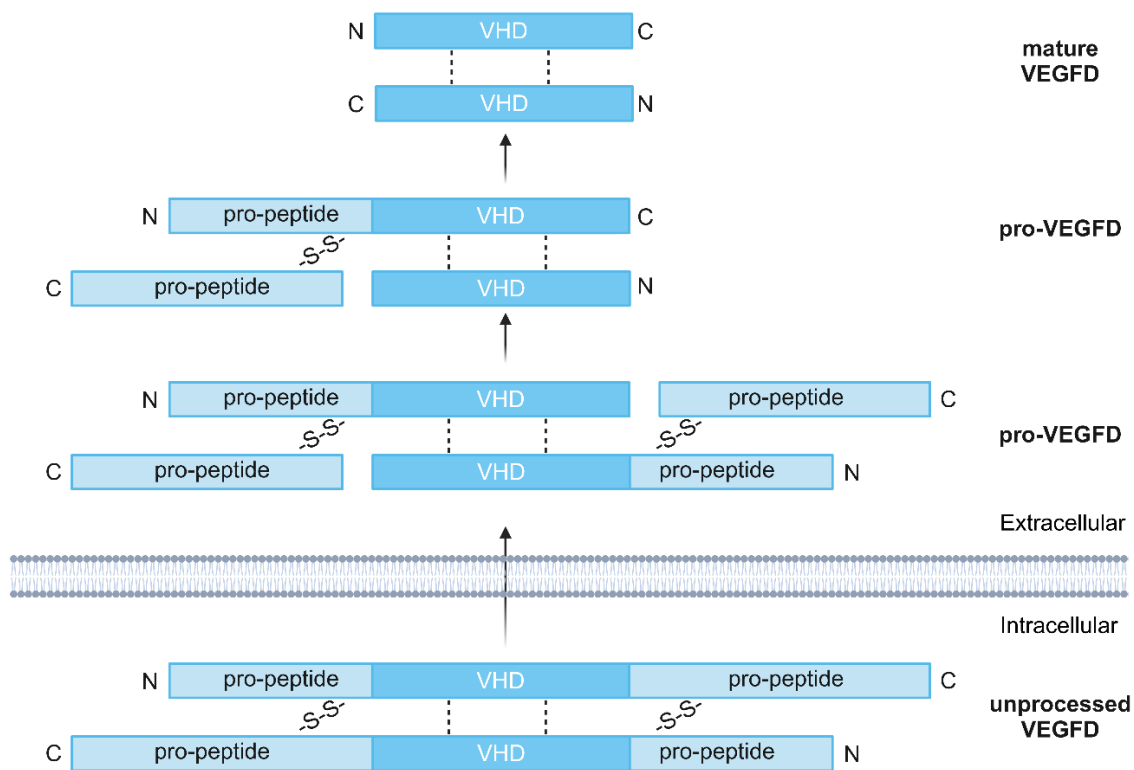 N VHD C
mature
VEGFD
C VHD N
N pro-peptide VHD C
pro-VEGFD
-S-S-
C pro-peptide VHD N
N pro-peptide VHD pro-peptide C
-S-S- -S-S-
pro-VEGFD
C pro-peptide VHD pro-peptide N
Extracellular
Intracellular
N pro-peptide VHD pro-peptide C
-S-S- -S-S-
unprocessed
VEGFD
C pro-peptide VHD pro-peptide N